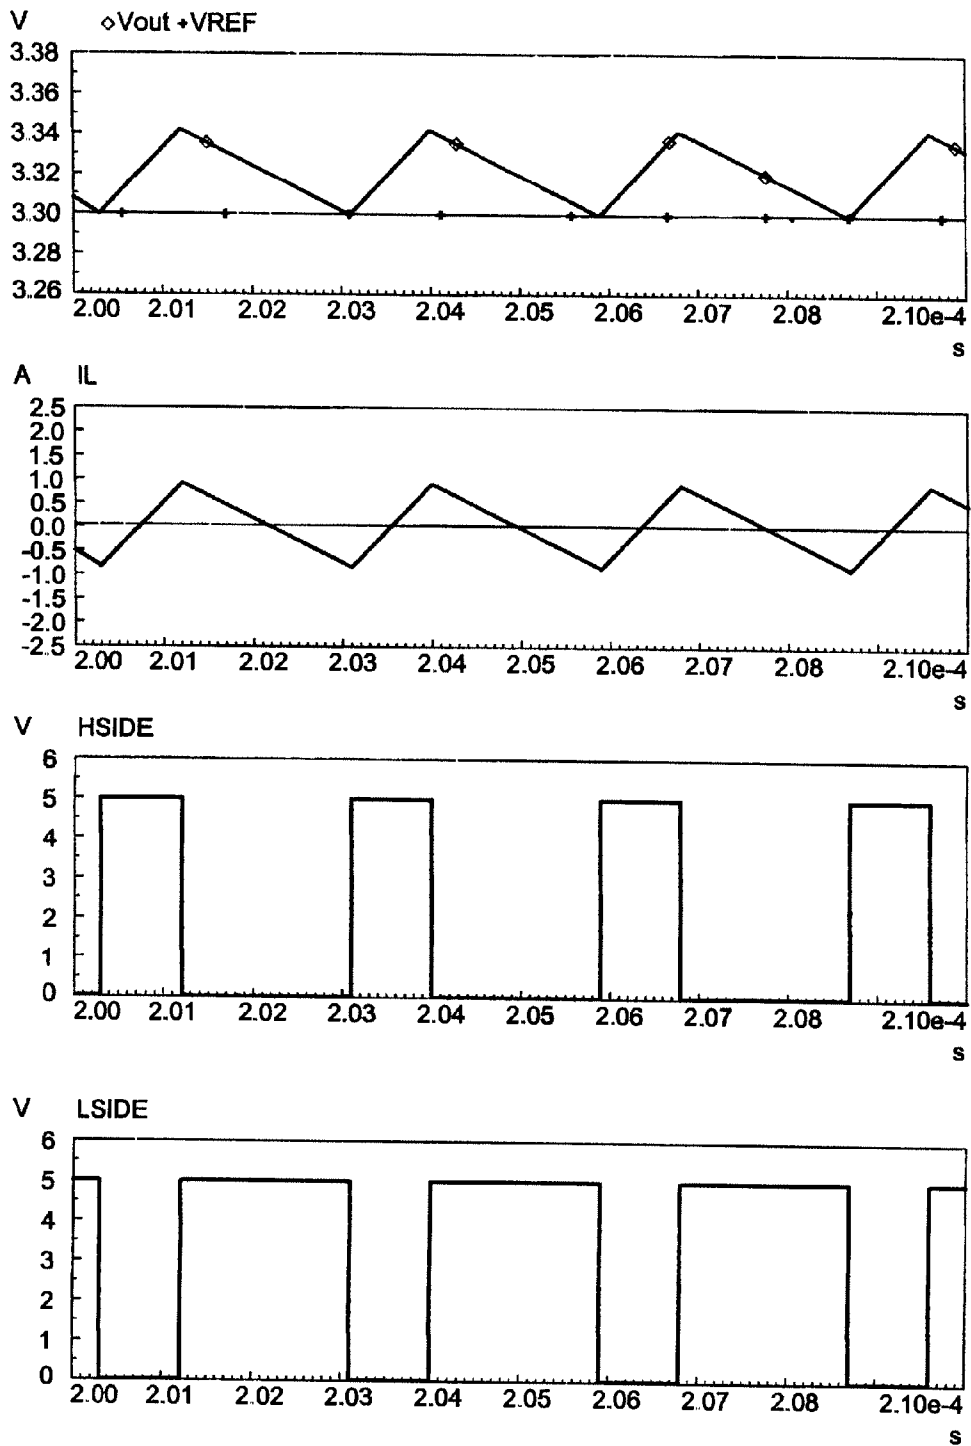 V ◇Vout +VREF
3.38
3.36
3.34
3.32
3.30
3.28
3.26
2.00 2.01 2.02 2.03 2.04 2.05 2.06 2.07 2.08 2.10e-4
s
A IL
2.5
2.0
1.5
1.0
0.5
0.0
-0.5
-1.0
-1.5
-2.0
-2.5
2.00 2.01 2.02 2.03 2.04 2.05 2.06 2.07 2.08 2.10e-4
s
V HSIDE
6
5
4
3
2
1
0
2.00 2.01 2.02 2.03 2.04 2.05 2.06 2.07 2.08 2.10e-4
s
V LSIDE
6
5
4
3
2
1
0
2.00 2.01 2.02 2.03 2.04 2.05 2.06 2.07 2.08 2.10e-4
s